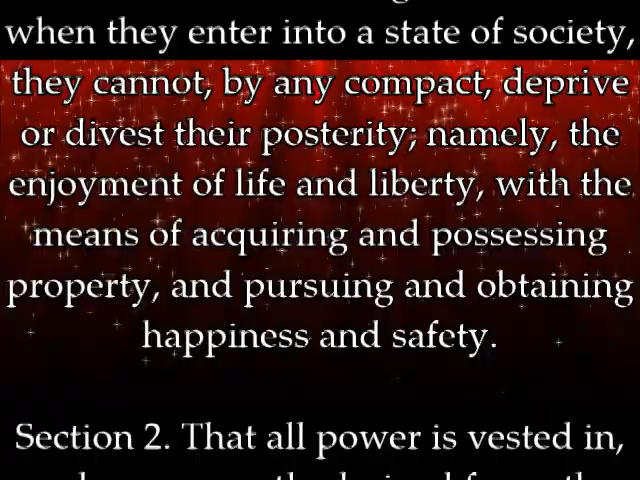 when they enter into a state of society,
they cannot, by any compact, deprive
or divest their posterity; namely, the
enjoyment of life and liberty, with the
means of acquiring and possessing
property, and pursuing and obtaining
happiness and safety.
Section 2. That all power is vested in,